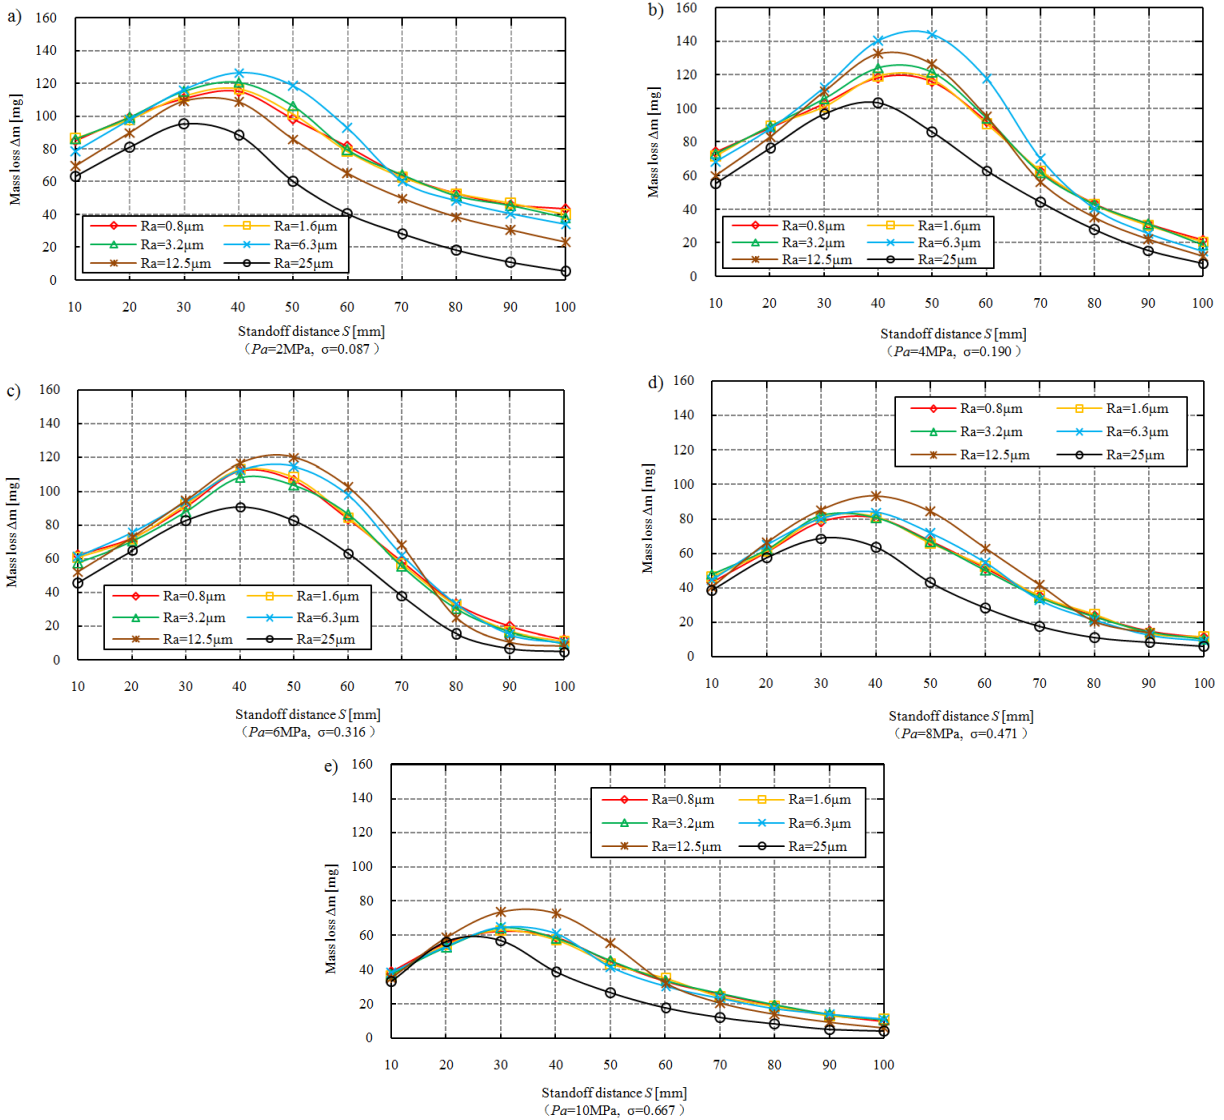 a)
160
140
120
100
80
60
40
20
0
Mass loss Δm [mg]
Ra=0.8μm Ra=1.6μm
Ra=3.2μm Ra=6.3μm
Ra=12.5μm Ra=25μm
10 20 30 40 50 60 70 80 90 100
Standoff distance S [mm]
(Pa=2MPa, σ=0.087)
b)
160
140
120
100
80
60
40
20
0
Mass loss Δm [mg]
Ra=0.8μm Ra=1.6μm
Ra=3.2μm Ra=6.3μm
Ra=12.5μm Ra=25μm
10 20 30 40 50 60 70 80 90 100
Standoff distance S [mm]
(Pa=4MPa, σ=0.190)
c)
160
140
120
100
80
60
40
20
0
Mass loss Δm [mg]
Ra=0.8μm Ra=1.6μm
Ra=3.2μm Ra=6.3μm
Ra=12.5μm Ra=25μm
10 20 30 40 50 60 70 80 90 100
Standoff distance S [mm]
(Pa=6MPa, σ=0.316)
d)
160
140
120
100
80
60
40
20
0
Mass loss Δm [mg]
Ra=0.8μm Ra=1.6μm
Ra=3.2μm Ra=6.3μm
Ra=12.5μm Ra=25μm
10 20 30 40 50 60 70 80 90 100
Standoff distance S [mm]
(Pa=8MPa, σ=0.471)
e)
160
140
120
100
80
60
40
20
0
Mass loss Δm [mg]
Ra=0.8μm Ra=1.6μm
Ra=3.2μm Ra=6.3μm
Ra=12.5μm Ra=25μm
10 20 30 40 50 60 70 80 90 100
Standoff distance S [mm]
(Pa=10MPa, σ=0.667)